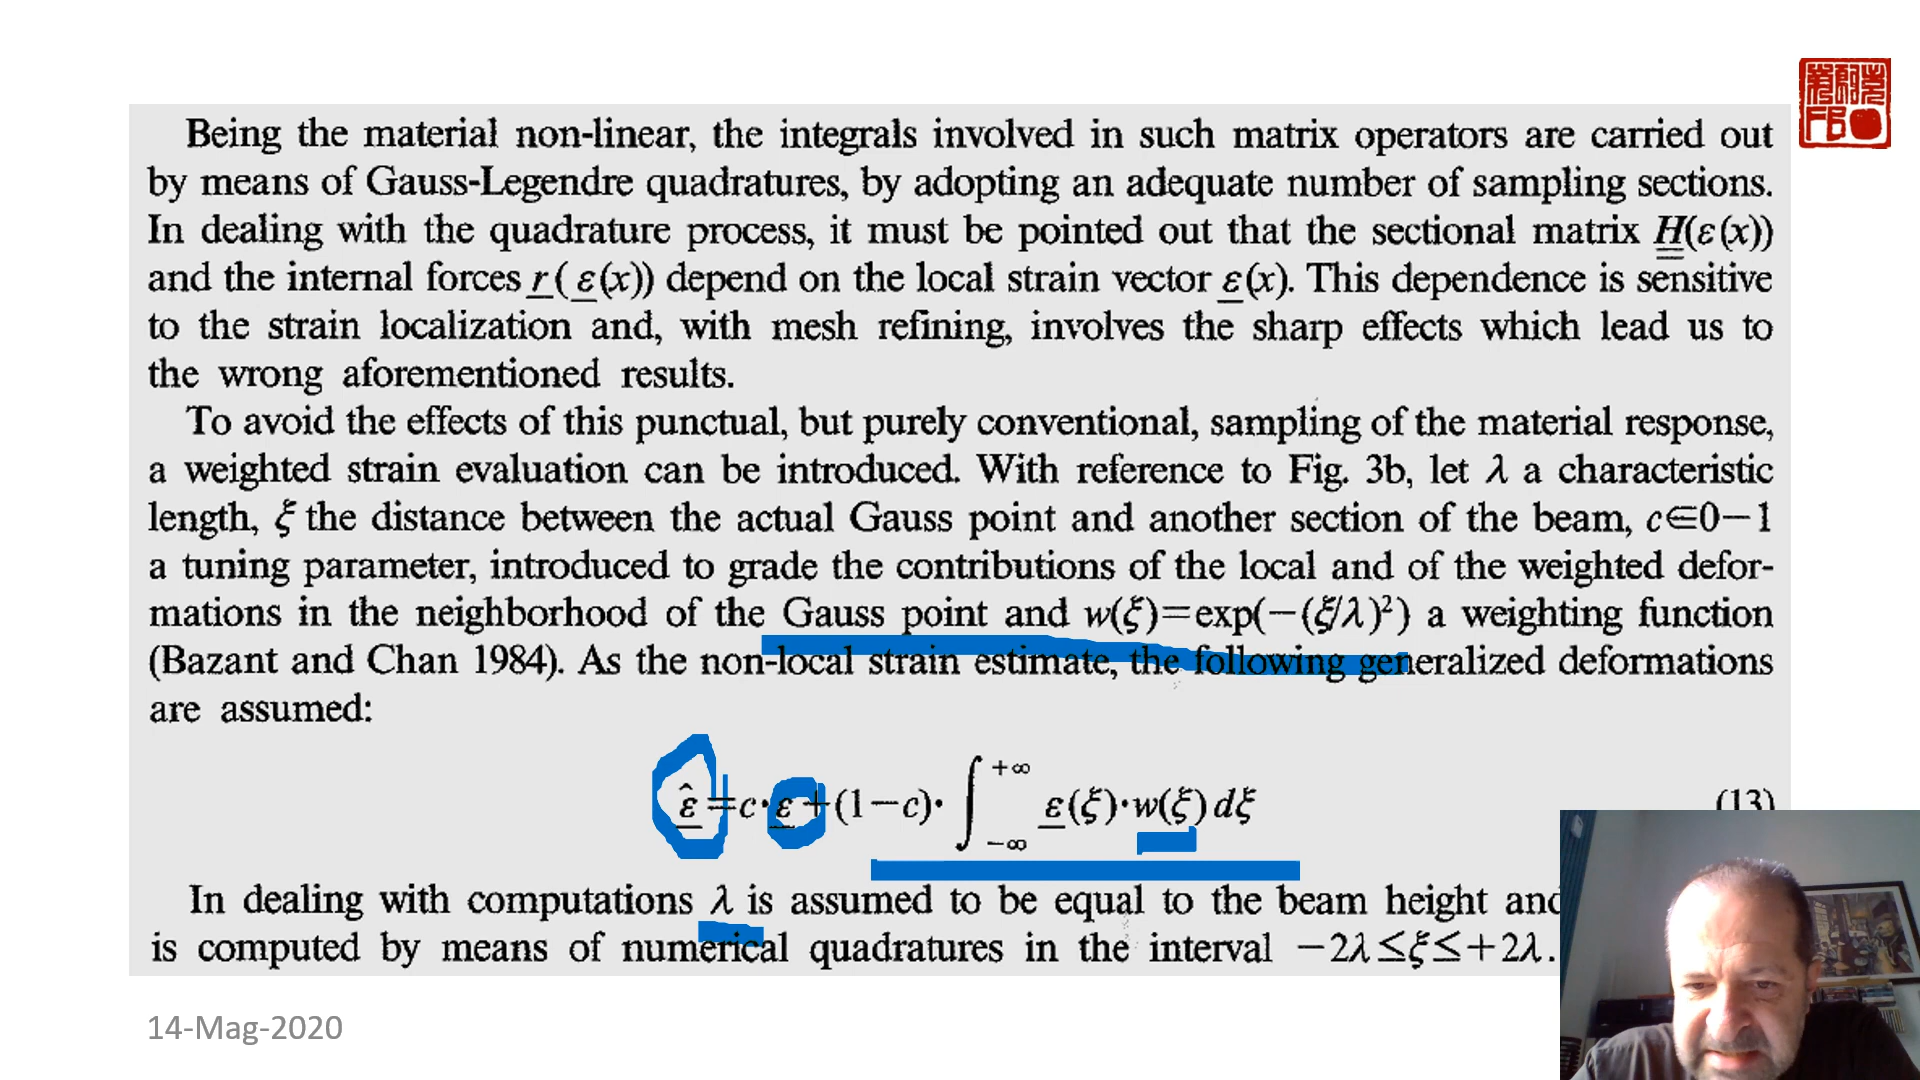 Being the material non-linear, the integrals involved in such matrix operators are carried out
by means of Gauss-Legendre quadratures, by adopting an adequate number of sampling sections.
In dealing with the quadrature process, it must be pointed out that the sectional matrix H(ε(x))
and the internal forces r(ε(x)) depend on the local strain vector ε(x). This dependence is sensitive
to the strain localization and, with mesh refining, involves the sharp effects which lead us to
the wrong aforementioned results.
To avoid the effects of this punctual, but purely conventional, sampling of the material response,
a weighted strain evaluation can be introduced. With reference to Fig. 3b, let λ a characteristic
length, ξ the distance between the actual Gauss point and another section of the beam, c∈0−1
a tuning parameter, introduced to grade the contributions of the local and of the weighted defor-
mations in the neighborhood of the Gauss point and w(ξ)=exp(−(ξ/λ)²) a weighting function
(Bazant and Chan 1984). As the non-local strain estimate, the following generalized deformations
are assumed:
ε̂=c·ε+(1−c)·∫_{−∞}^{+∞} ε(ξ)·w(ξ)dξ (13)
In dealing with computations λ is assumed to be equal to the beam height and
is computed by means of numerical quadratures in the interval −2λ≤ξ≤+2λ.
14-Mag-2020
FB